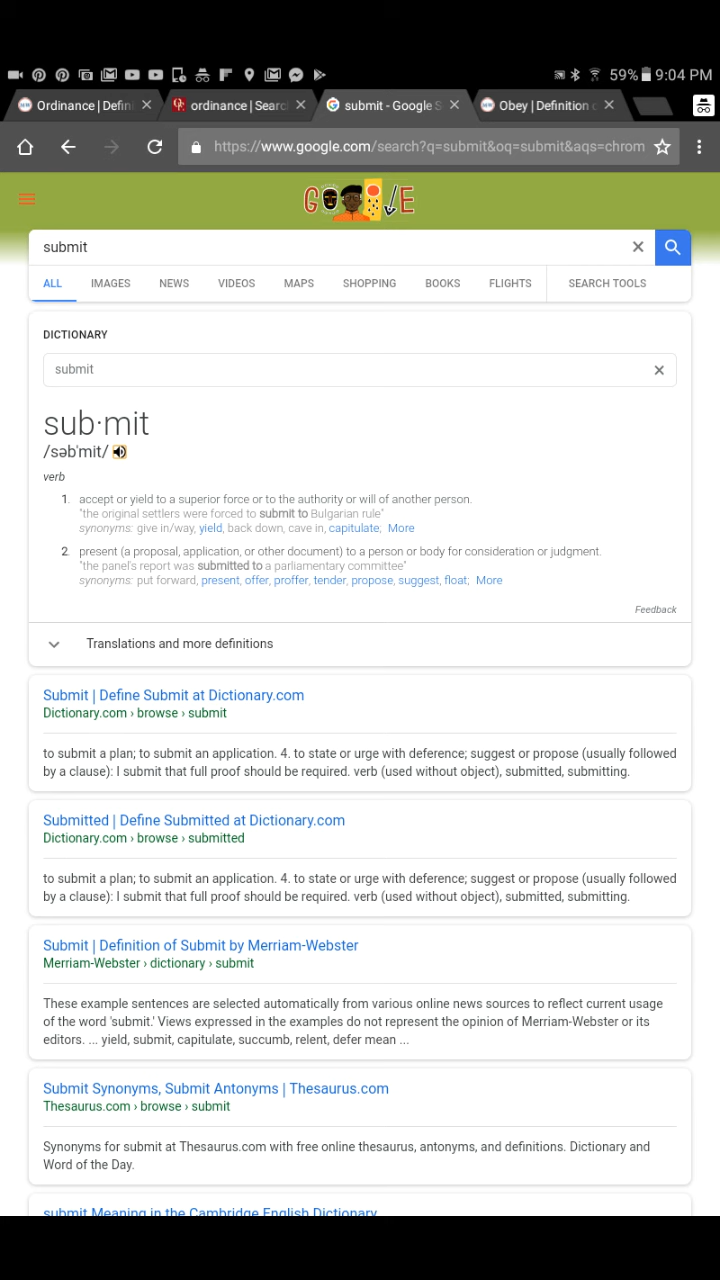 59% 9:04 PM
Ordinance | Defini
ordinance | Searc
submit - Google S
Obey | Definition o
https://www.google.com/search?q=submit&oq=submit&aqs=chrom
GOOGLE
submit
ALL IMAGES NEWS VIDEOS MAPS SHOPPING BOOKS FLIGHTS SEARCH TOOLS
DICTIONARY
submit
sub·mit
/səbˈmit/
verb
1. accept or yield to a superior force or to the authority or will of another person.
"the original settlers were forced to submit to Bulgarian rule"
synonyms: give in/way, yield, back down, cave in, capitulate; More
2. present (a proposal, application, or other document) to a person or body for consideration or judgment.
"the panel's report was submitted to a parliamentary committee"
synonyms: put forward, present, offer, proffer, tender, propose, suggest, float; More
Feedback
Translations and more definitions
Submit | Define Submit at Dictionary.com
Dictionary.com › browse › submit
to submit a plan; to submit an application. 4. to state or urge with deference; suggest or propose (usually followed
by a clause): I submit that full proof should be required. verb (used without object), submitted, submitting.
Submitted | Define Submitted at Dictionary.com
Dictionary.com › browse › submitted
to submit a plan; to submit an application. 4. to state or urge with deference; suggest or propose (usually followed
by a clause): I submit that full proof should be required. verb (used without object), submitted, submitting.
Submit | Definition of Submit by Merriam-Webster
Merriam-Webster › dictionary › submit
These example sentences are selected automatically from various online news sources to reflect current usage
of the word 'submit.' Views expressed in the examples do not represent the opinion of Merriam-Webster or its
editors. ... yield, submit, capitulate, succumb, relent, defer mean ...
Submit Synonyms, Submit Antonyms | Thesaurus.com
Thesaurus.com › browse › submit
Synonyms for submit at Thesaurus.com with free online thesaurus, antonyms, and definitions. Dictionary and
Word of the Day.
submit Meaning in the Cambridge English Dictionary